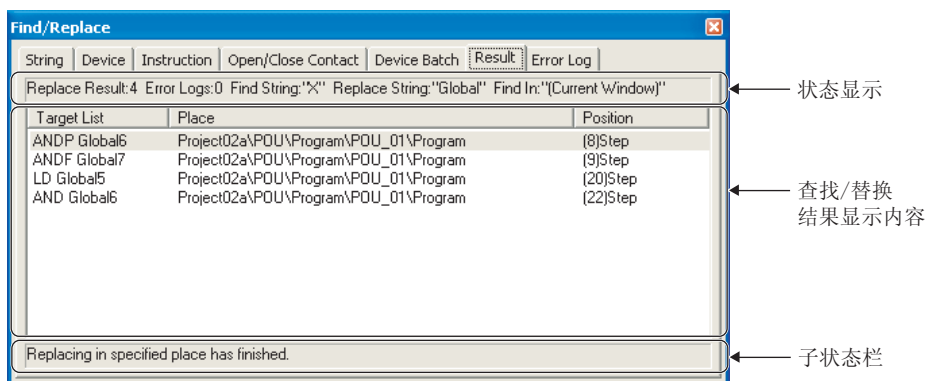 Find/Replace
String Device Instruction Open/Close Contact Device Batch Result Error Log
Replace Result:4 Error Logs:0 Find String:"X" Replace String:"Global" Find In:"(Current Window)"
状态显示
Target List Place Position
ANDP Global6 Project02a\POU\Program\POU_01\Program (8)Step
ANDF Global7 Project02a\POU\Program\POU_01\Program (9)Step
LD Global5 Project02a\POU\Program\POU_01\Program (20)Step
AND Global6 Project02a\POU\Program\POU_01\Program (22)Step
查找/替换
结果显示内容
Replacing in specified place has finished.
子状态栏